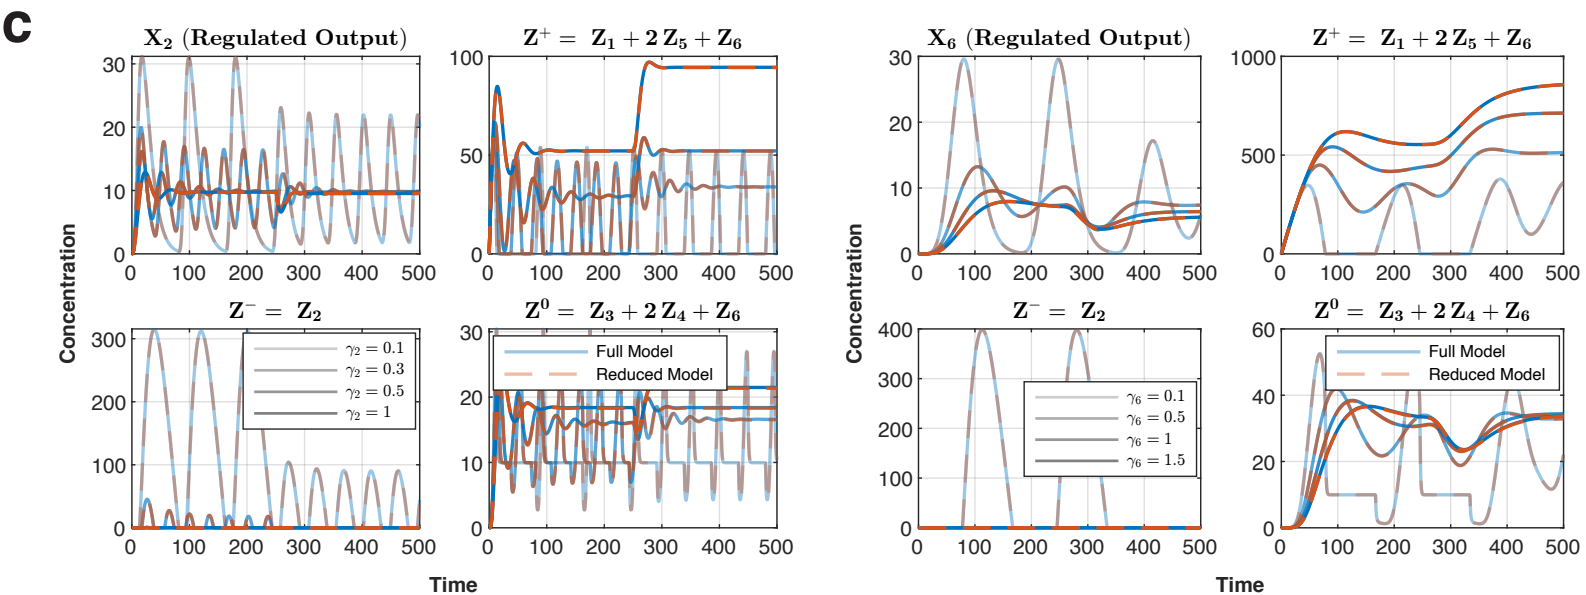 c
X₂ (Regulated Output)
30
20
10
0
0 100 200 300 400 500
Z⁺ = Z₁ + 2 Z₅ + Z₆
100
50
0
0 100 200 300 400 500
Z⁻ = Z₂
300
200
100
0
0 100 200 300 400 500
γ₂ = 0.1
γ₂ = 0.3
γ₂ = 0.5
γ₂ = 1
Z⁰ = Z₃ + 2 Z₄ + Z₆
30
20
10
0
0 100 200 300 400 500
Full Model
Reduced Model
Concentration
Time
X₆ (Regulated Output)
30
20
10
0
0 100 200 300 400 500
Z⁺ = Z₁ + 2 Z₅ + Z₆
1000
500
0
0 100 200 300 400 500
Z⁻ = Z₂
400
300
200
100
0
0 100 200 300 400 500
γ₆ = 0.1
γ₆ = 0.5
γ₆ = 1
γ₆ = 1.5
Z⁰ = Z₃ + 2 Z₄ + Z₆
60
40
20
0
0 100 200 300 400 500
Full Model
Reduced Model
Concentration
Time